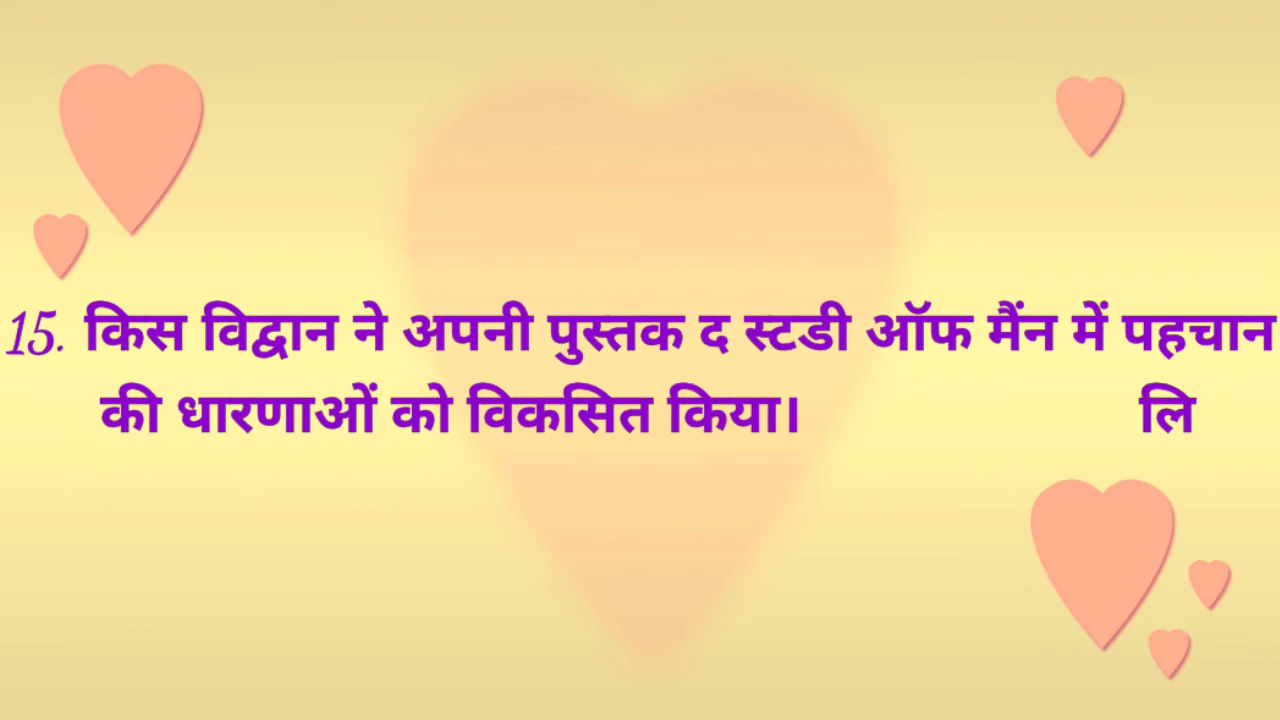 15. किस विद्वान ने अपनी पुस्तक द स्टडी ऑफ मैंन में पहचान
की धारणाओं को विकसित किया। लि